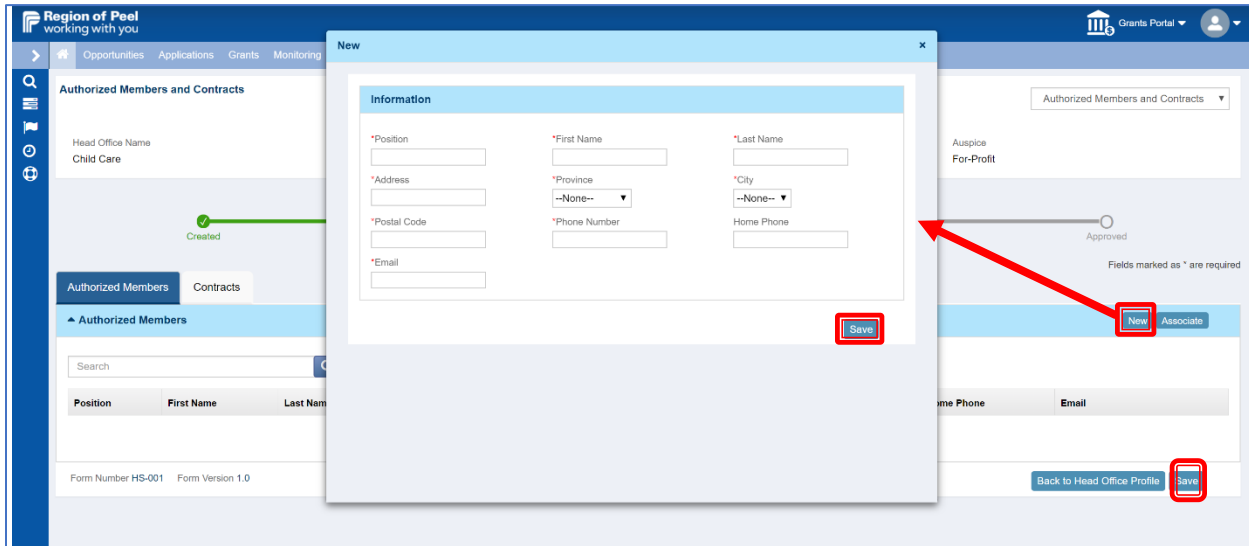 Region of Peel
working with you
Grants Portal
Opportunities Applications Grants Monitoring
New
×
Authorized Members and Contracts
Authorized Members and Contracts
Information
Head Office Name
Child Care
Auspice
For-Profit
*Position *First Name *Last Name
*Address *Province *City
--None-- --None--
*Postal Code *Phone Number Home Phone
*Email
Created
Approved
Fields marked as * are required
Authorized Members Contracts
Authorized Members
New Associate
Save
Search
Position First Name Last Nam
ome Phone Email
Form Number HS-001 Form Version 1.0
Back to Head Office Profile Save